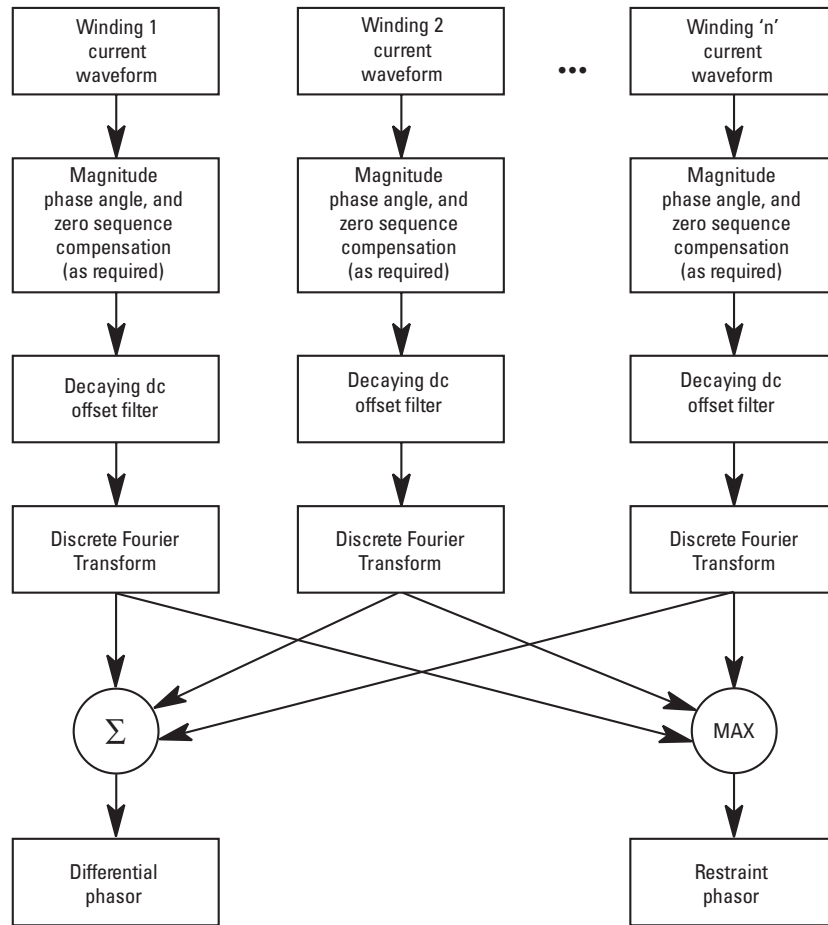 Winding 1
current
waveform
Winding 2
current
waveform
•••
Winding ‘n’
current
waveform
Magnitude
phase angle, and
zero sequence
compensation
(as required)
Magnitude
phase angle, and
zero sequence
compensation
(as required)
Magnitude
phase angle, and
zero sequence
compensation
(as required)
Decaying dc
offset filter
Decaying dc
offset filter
Decaying dc
offset filter
Discrete Fourier
Transform
Discrete Fourier
Transform
Discrete Fourier
Transform
Σ
MAX
Differential
phasor
Restraint
phasor